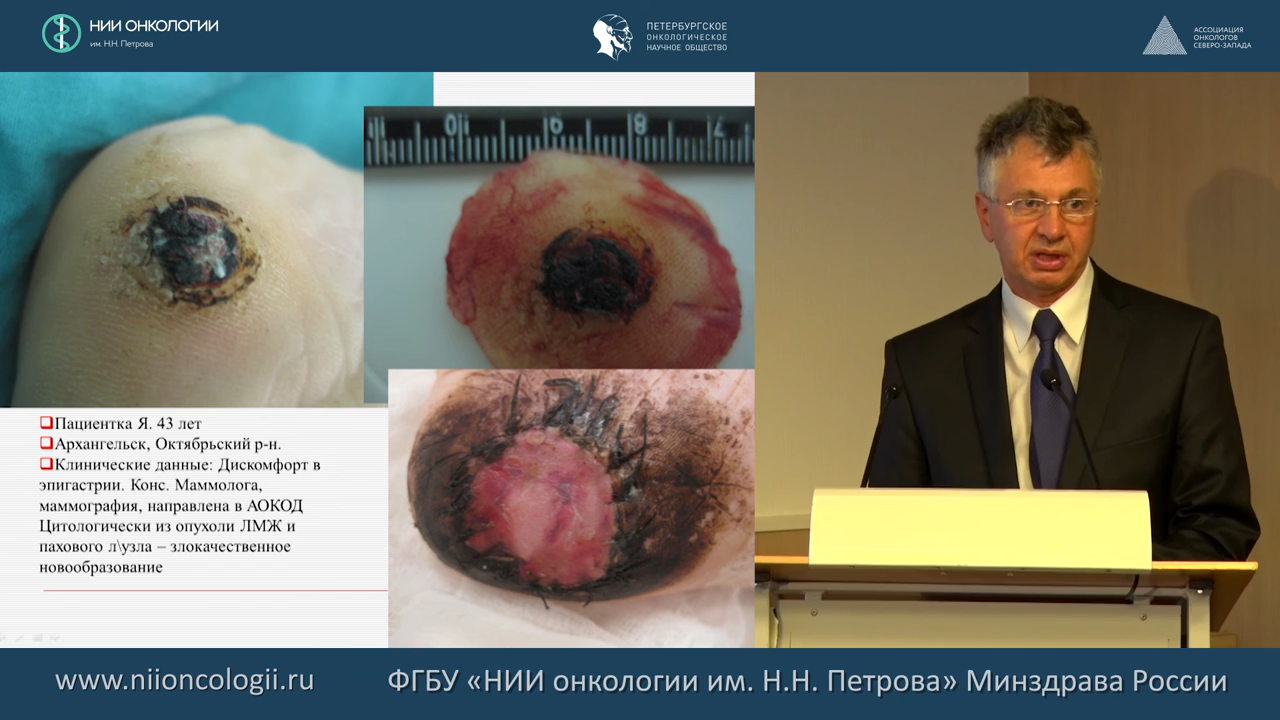 НИИ ОНКОЛОГИИ
им. Н.Н. Петрова
ПЕТЕРБУРГСКОЕ
ОНКОЛОГИЧЕСКОЕ
НАУЧНОЕ ОБЩЕСТВО
АССОЦИАЦИЯ
ОНКОЛОГОВ
СЕВЕРО-ЗАПАДА
Пациентка Я. 43 лет
Архангельск, Октябрьский р-н.
Клинические данные: Дискомфорт в
эпигастрии. Конс. Маммолога,
маммография, направлена в АОКОД
Цитологически из опухоли ЛМЖ и
пахового л\узла – злокачественное
новообразование
www.niioncologii.ru
ФГБУ «НИИ онкологии им. Н.Н. Петрова» Минздрава России